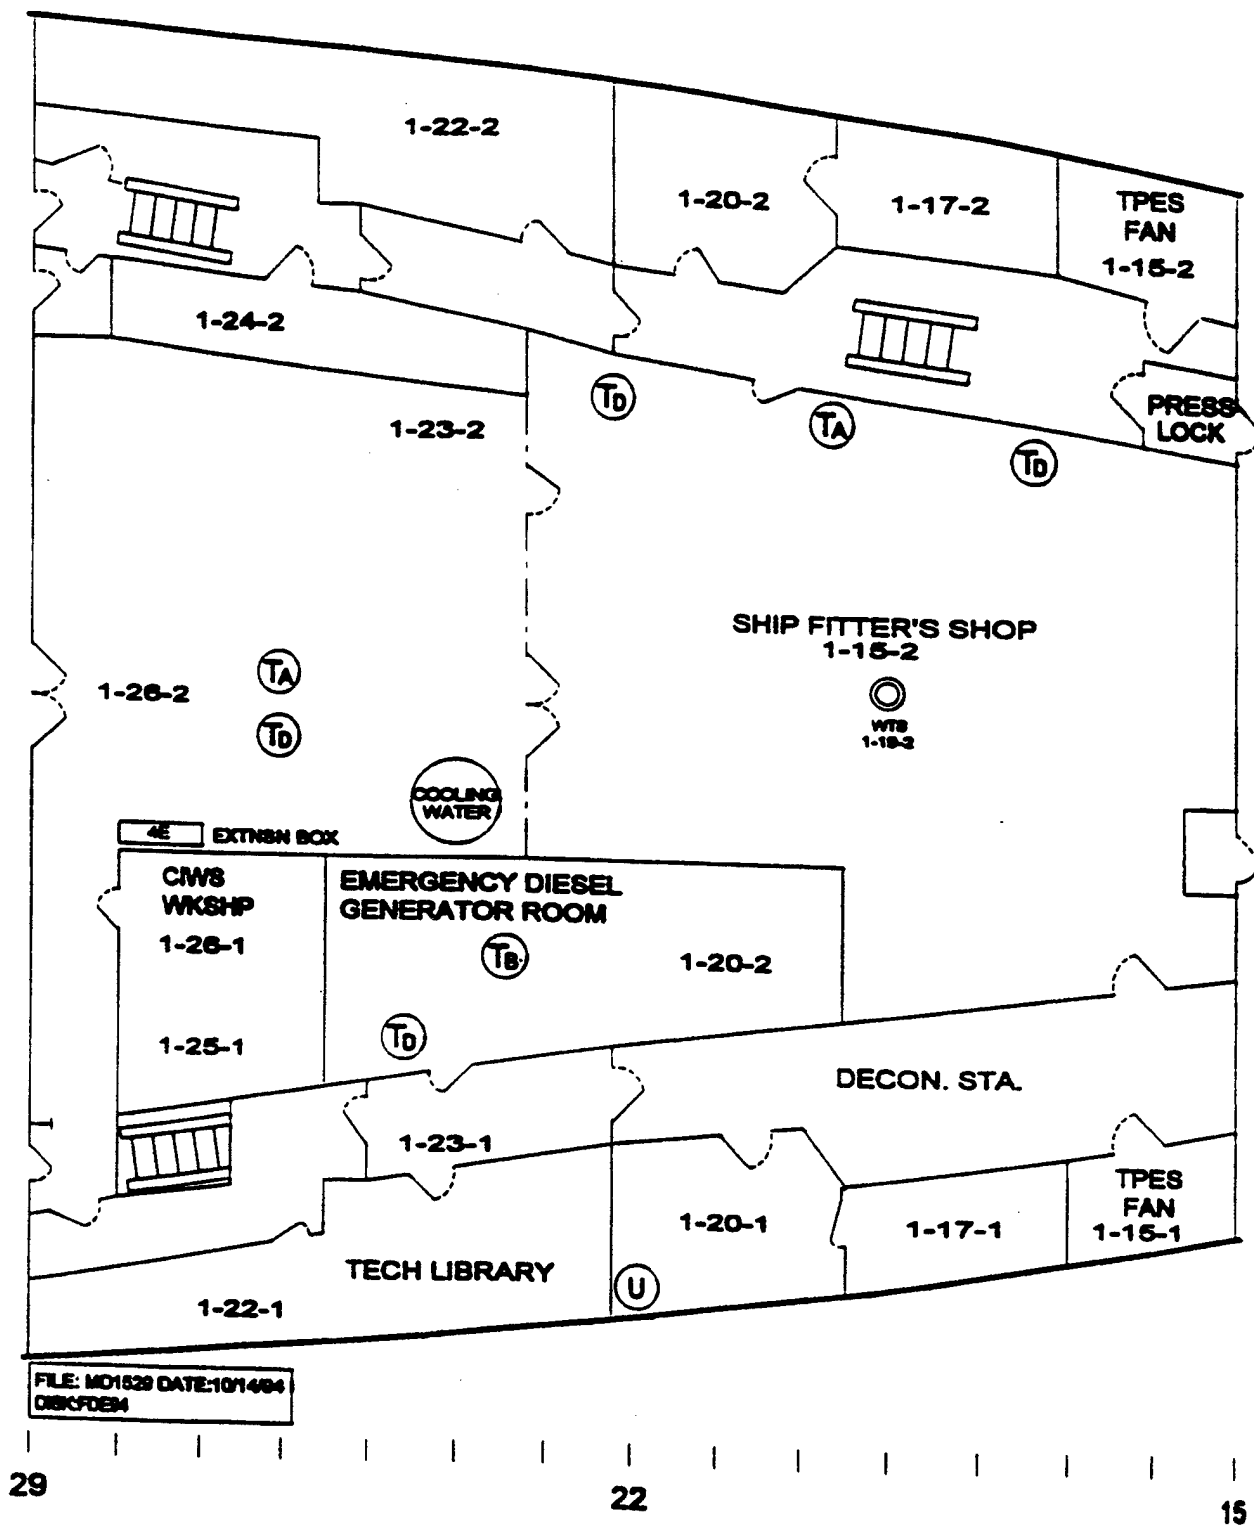 1-22-2
1-20-2
1-17-2
TPES
FAN
1-15-2
1-24-2
PRESS
LOCK
TD
TA
TD
1-23-2
SHIP FITTER'S SHOP
1-15-2
WTS
1-19-2
1-26-2
TA
TD
COOLING
WATER
4E
EXTNSN BOX
CIWS
WKSHP
1-26-1
1-25-1
EMERGENCY DIESEL
GENERATOR ROOM
TB
1-20-2
TD
DECON. STA.
1-23-1
TPES
FAN
1-15-1
1-20-1
1-17-1
TECH LIBRARY
1-22-1
U
FILE: MD1529 DATE:10/14/94
DISK:FDE94
29
22
15